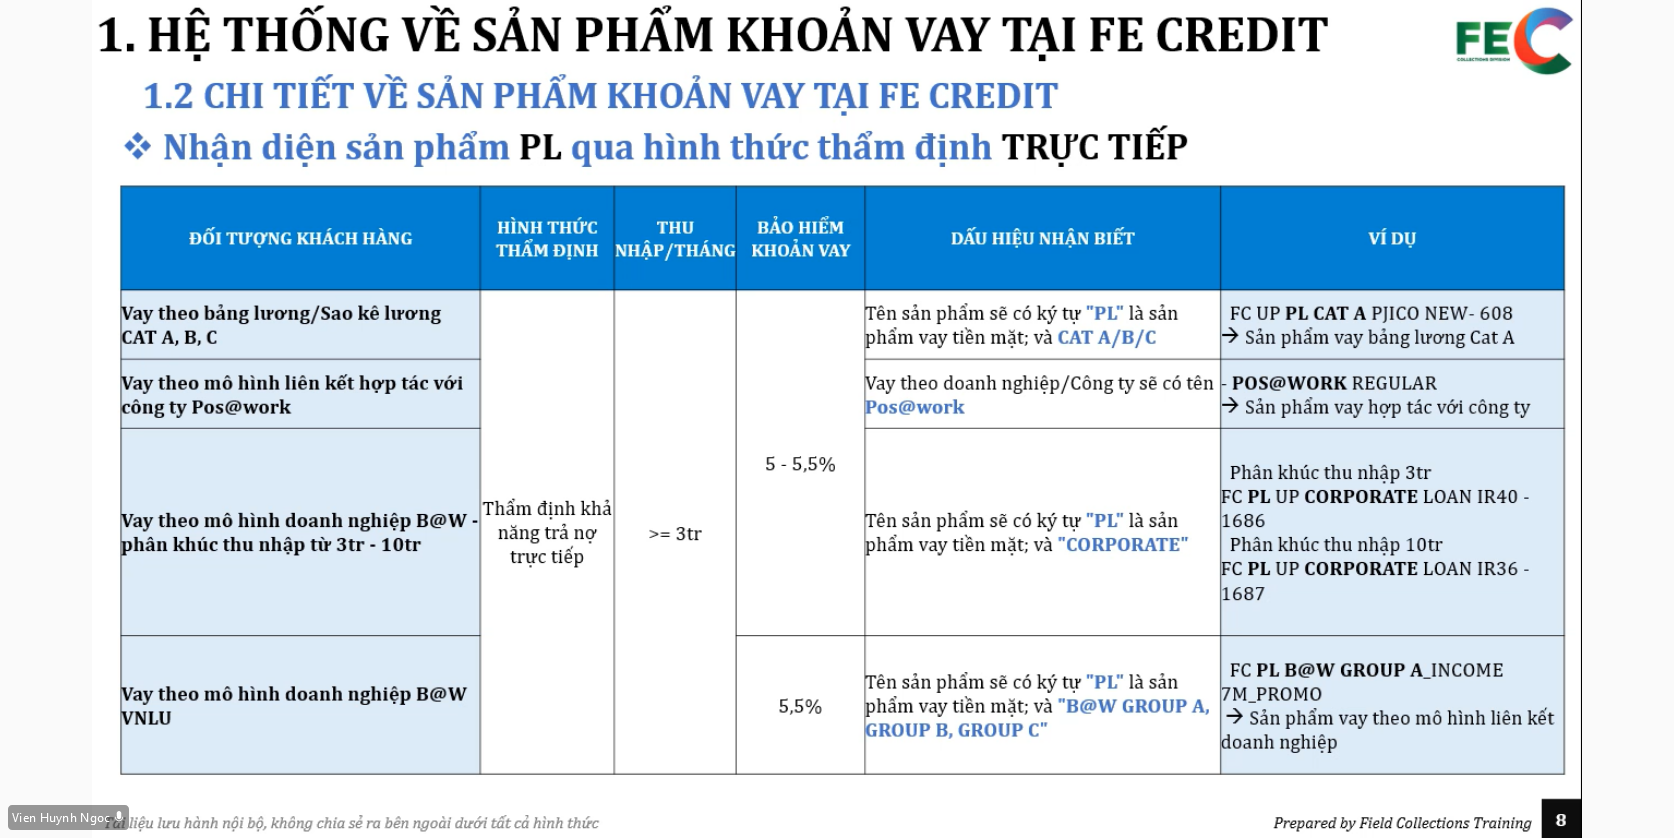 1. HỆ THỐNG VỀ SẢN PHẨM KHOẢN VAY TẠI FE CREDIT
FEC
COLLECTIONS DIVISION
1.2 CHI TIẾT VỀ SẢN PHẨM KHOẢN VAY TẠI FE CREDIT
❖ Nhận diện sản phẩm PL qua hình thức thẩm định TRỰC TIẾP
ĐỐI TƯỢNG KHÁCH HÀNG
HÌNH THỨC
THẨM ĐỊNH
THU
NHẬP/THÁNG
BẢO HIỂM
KHOẢN VAY
DẤU HIỆU NHẬN BIẾT
VÍ DỤ
Vay theo bảng lương/Sao kê lương
CAT A, B, C
Thẩm định khả
năng trả nợ
trực tiếp
>= 3tr
5 - 5,5%
Tên sản phẩm sẽ có ký tự "PL" là sản
phẩm vay tiền mặt; và CAT A/B/C
FC UP PL CAT A PJICO NEW- 608
→ Sản phẩm vay bảng lương Cat A
Vay theo mô hình liên kết hợp tác với
công ty Pos@work
Vay theo doanh nghiệp/Công ty sẽ có tên
Pos@work
- POS@WORK REGULAR
→ Sản phẩm vay hợp tác với công ty
Vay theo mô hình doanh nghiệp B@W -
phân khúc thu nhập từ 3tr - 10tr
Tên sản phẩm sẽ có ký tự "PL" là sản
phẩm vay tiền mặt; và "CORPORATE"
Phân khúc thu nhập 3tr
FC PL UP CORPORATE LOAN IR40 -
1686
Phân khúc thu nhập 10tr
FC PL UP CORPORATE LOAN IR36 -
1687
Vay theo mô hình doanh nghiệp B@W
VNLU
5,5%
Tên sản phẩm sẽ có ký tự "PL" là sản
phẩm vay tiền mặt; và "B@W GROUP A,
GROUP B, GROUP C"
FC PL B@W GROUP A_INCOME
7M_PROMO
→ Sản phẩm vay theo mô hình liên kết
doanh nghiệp
Vien Huynh Ngoc
Tài liệu lưu hành nội bộ, không chia sẻ ra bên ngoài dưới tất cả hình thức
Prepared by Field Collections Training
8